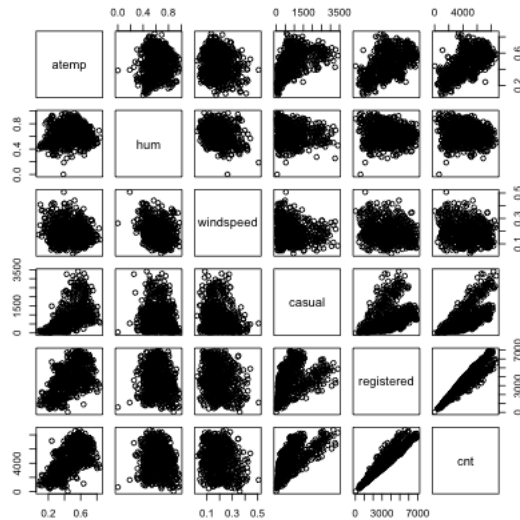 0.0 0.4 0.8
0 1500 3500
0 4000
atemp
0.2 0.6
0.4 0.8
0.0
hum
windspeed
0.1 0.3 0.5
0 1500 3500
casual
registered
0 3000 7000
0 4000
cnt
0.2 0.6
0.1 0.3 0.5
0 3000 7000